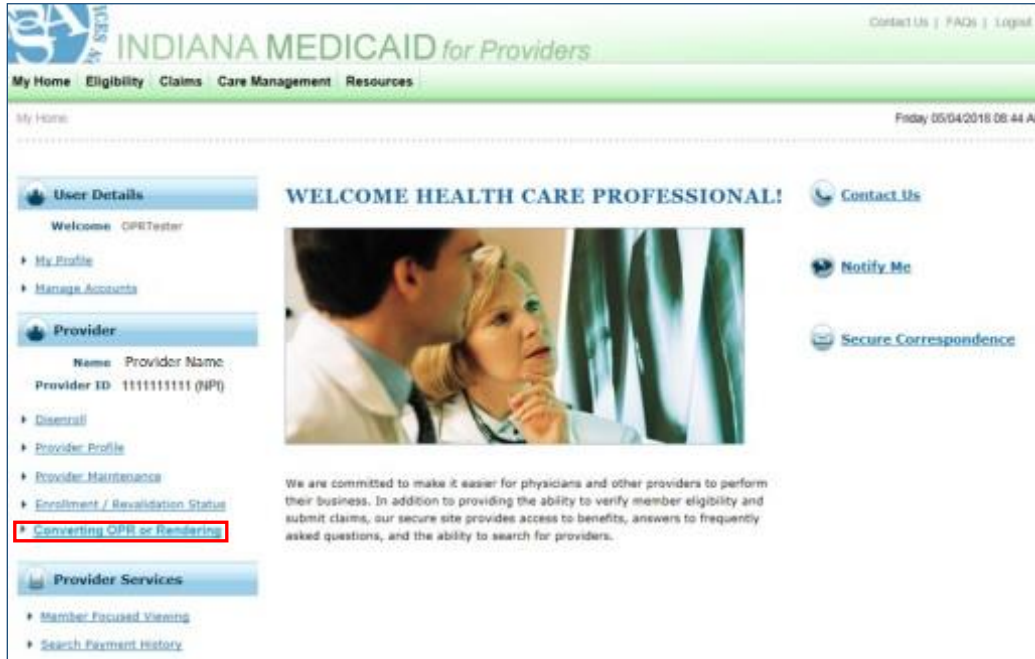 Contact Us | FAQs | Logout
INDIANA MEDICAID for Providers
My Home Eligibility Claims Care Management Resources
My Home
Friday 05/04/2018 08:44 A
User Details
Welcome OPRTester
My Profile
Manage Accounts
Provider
Name Provider Name
Provider ID 1111111111 (NPI)
Disenroll
Provider Profile
Provider Maintenance
Enrollment / Revalidation Status
Converting OPR or Rendering
Provider Services
Member Focused Viewing
Search Payment History
WELCOME HEALTH CARE PROFESSIONAL!
We are committed to make it easier for physicians and other providers to perform
their business. In addition to providing the ability to verify member eligibility and
submit claims, our secure site provides access to benefits, answers to frequently
asked questions, and the ability to search for providers.
Contact Us
Notify Me
Secure Correspondence